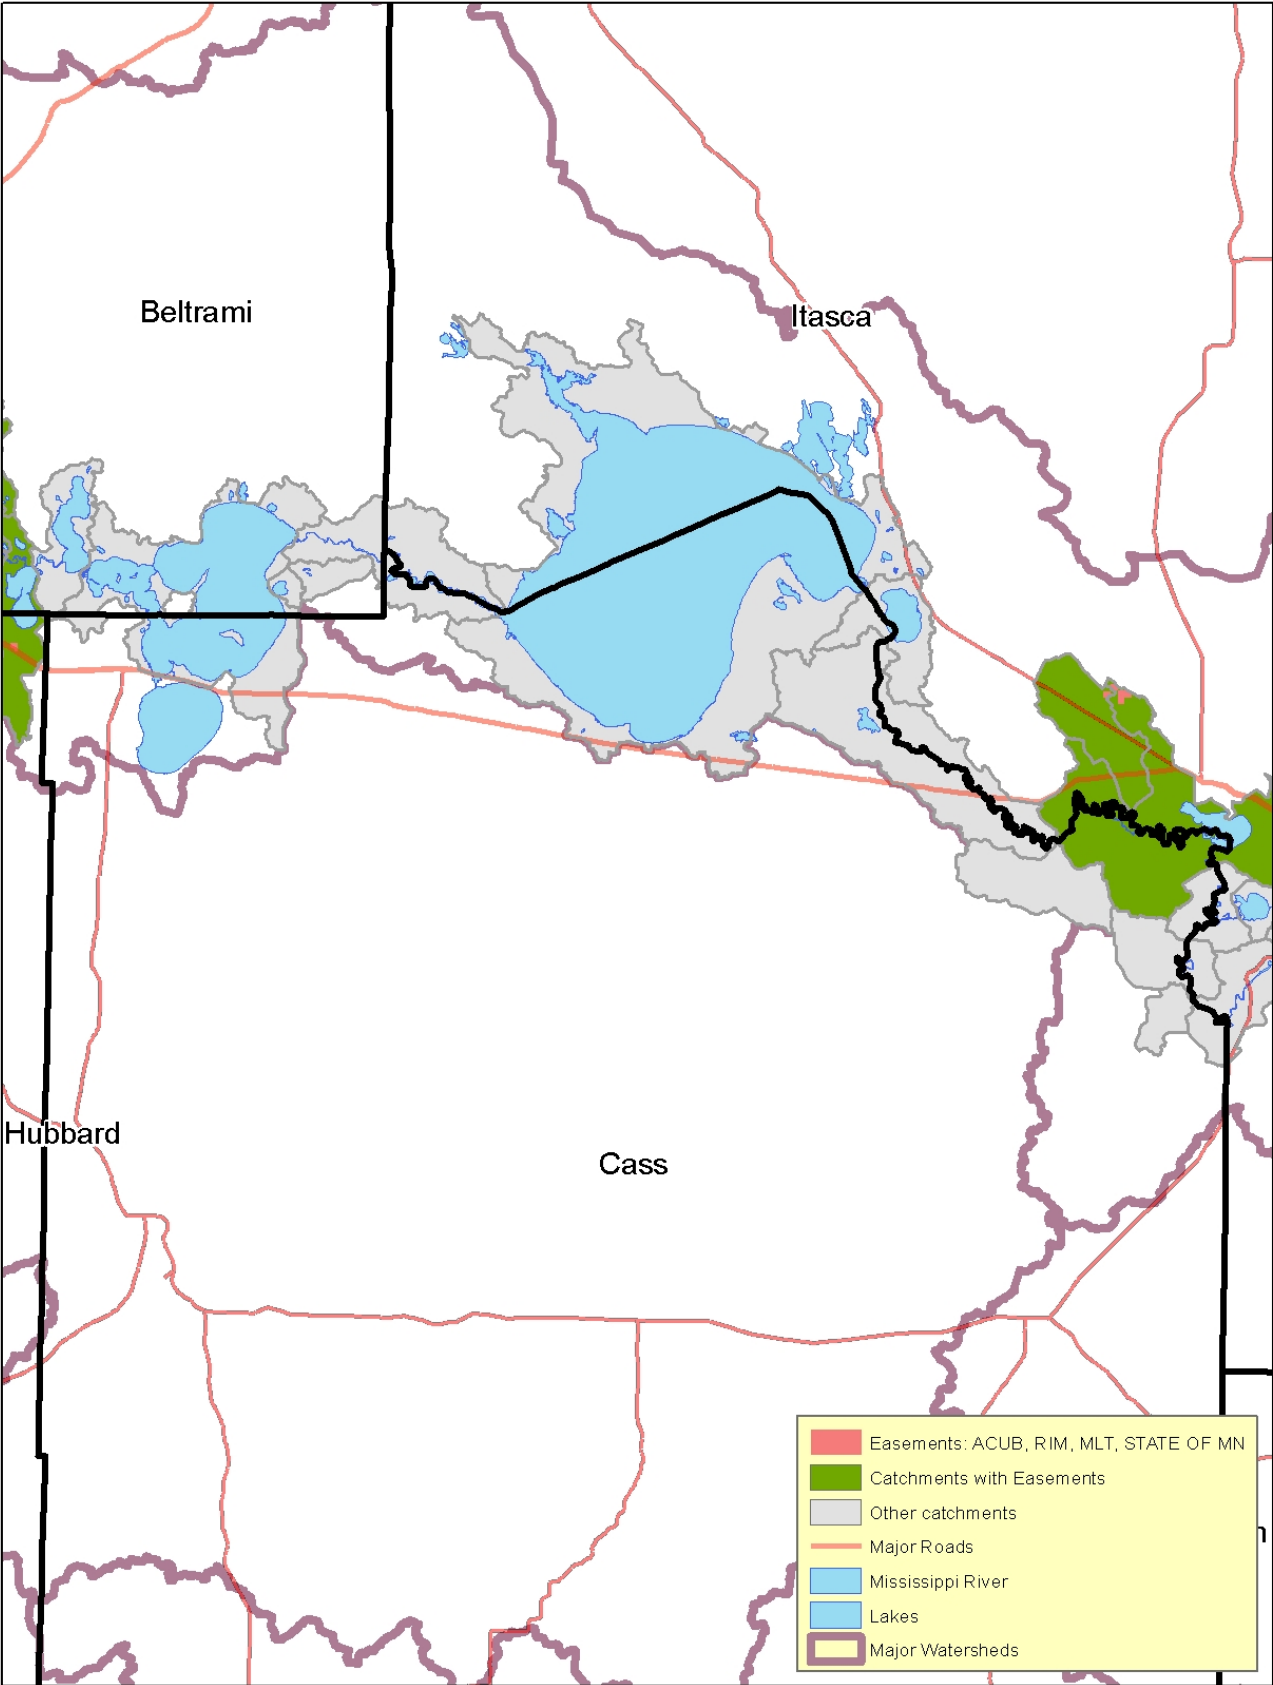 Beltrami
Itasca
Hubbard
Cass
Easements: ACUB, RIM, MLT, STATE OF MN
Catchments with Easements
Other catchments
Major Roads
Mississippi River
Lakes
Major Watersheds